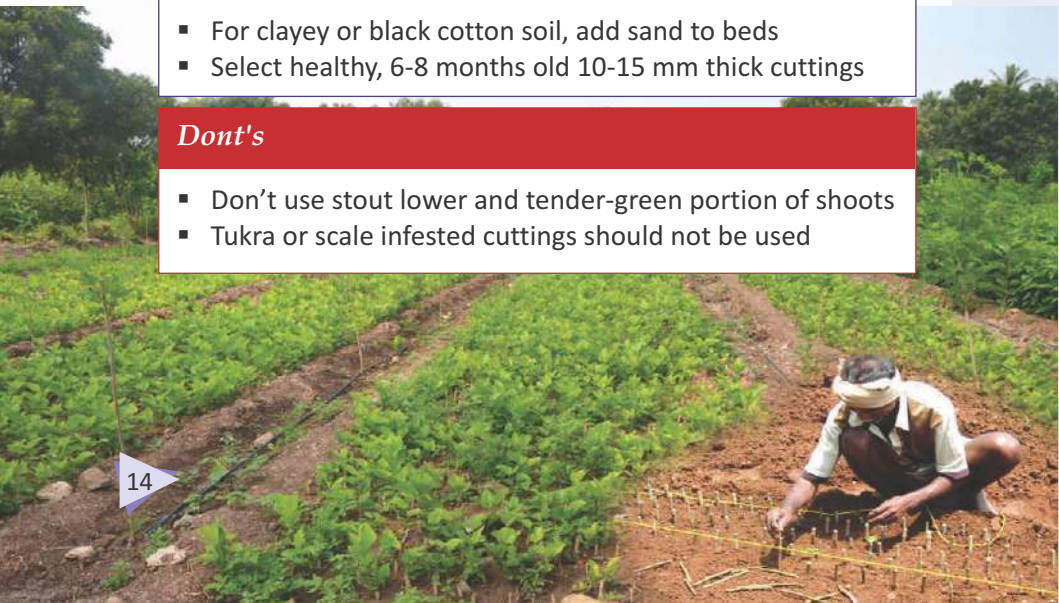 ▪ For clayey or black cotton soil, add sand to beds
▪ Select healthy, 6-8 months old 10-15 mm thick cuttings
Dont's
▪ Don’t use stout lower and tender-green portion of shoots
▪ Tukra or scale infested cuttings should not be used
14